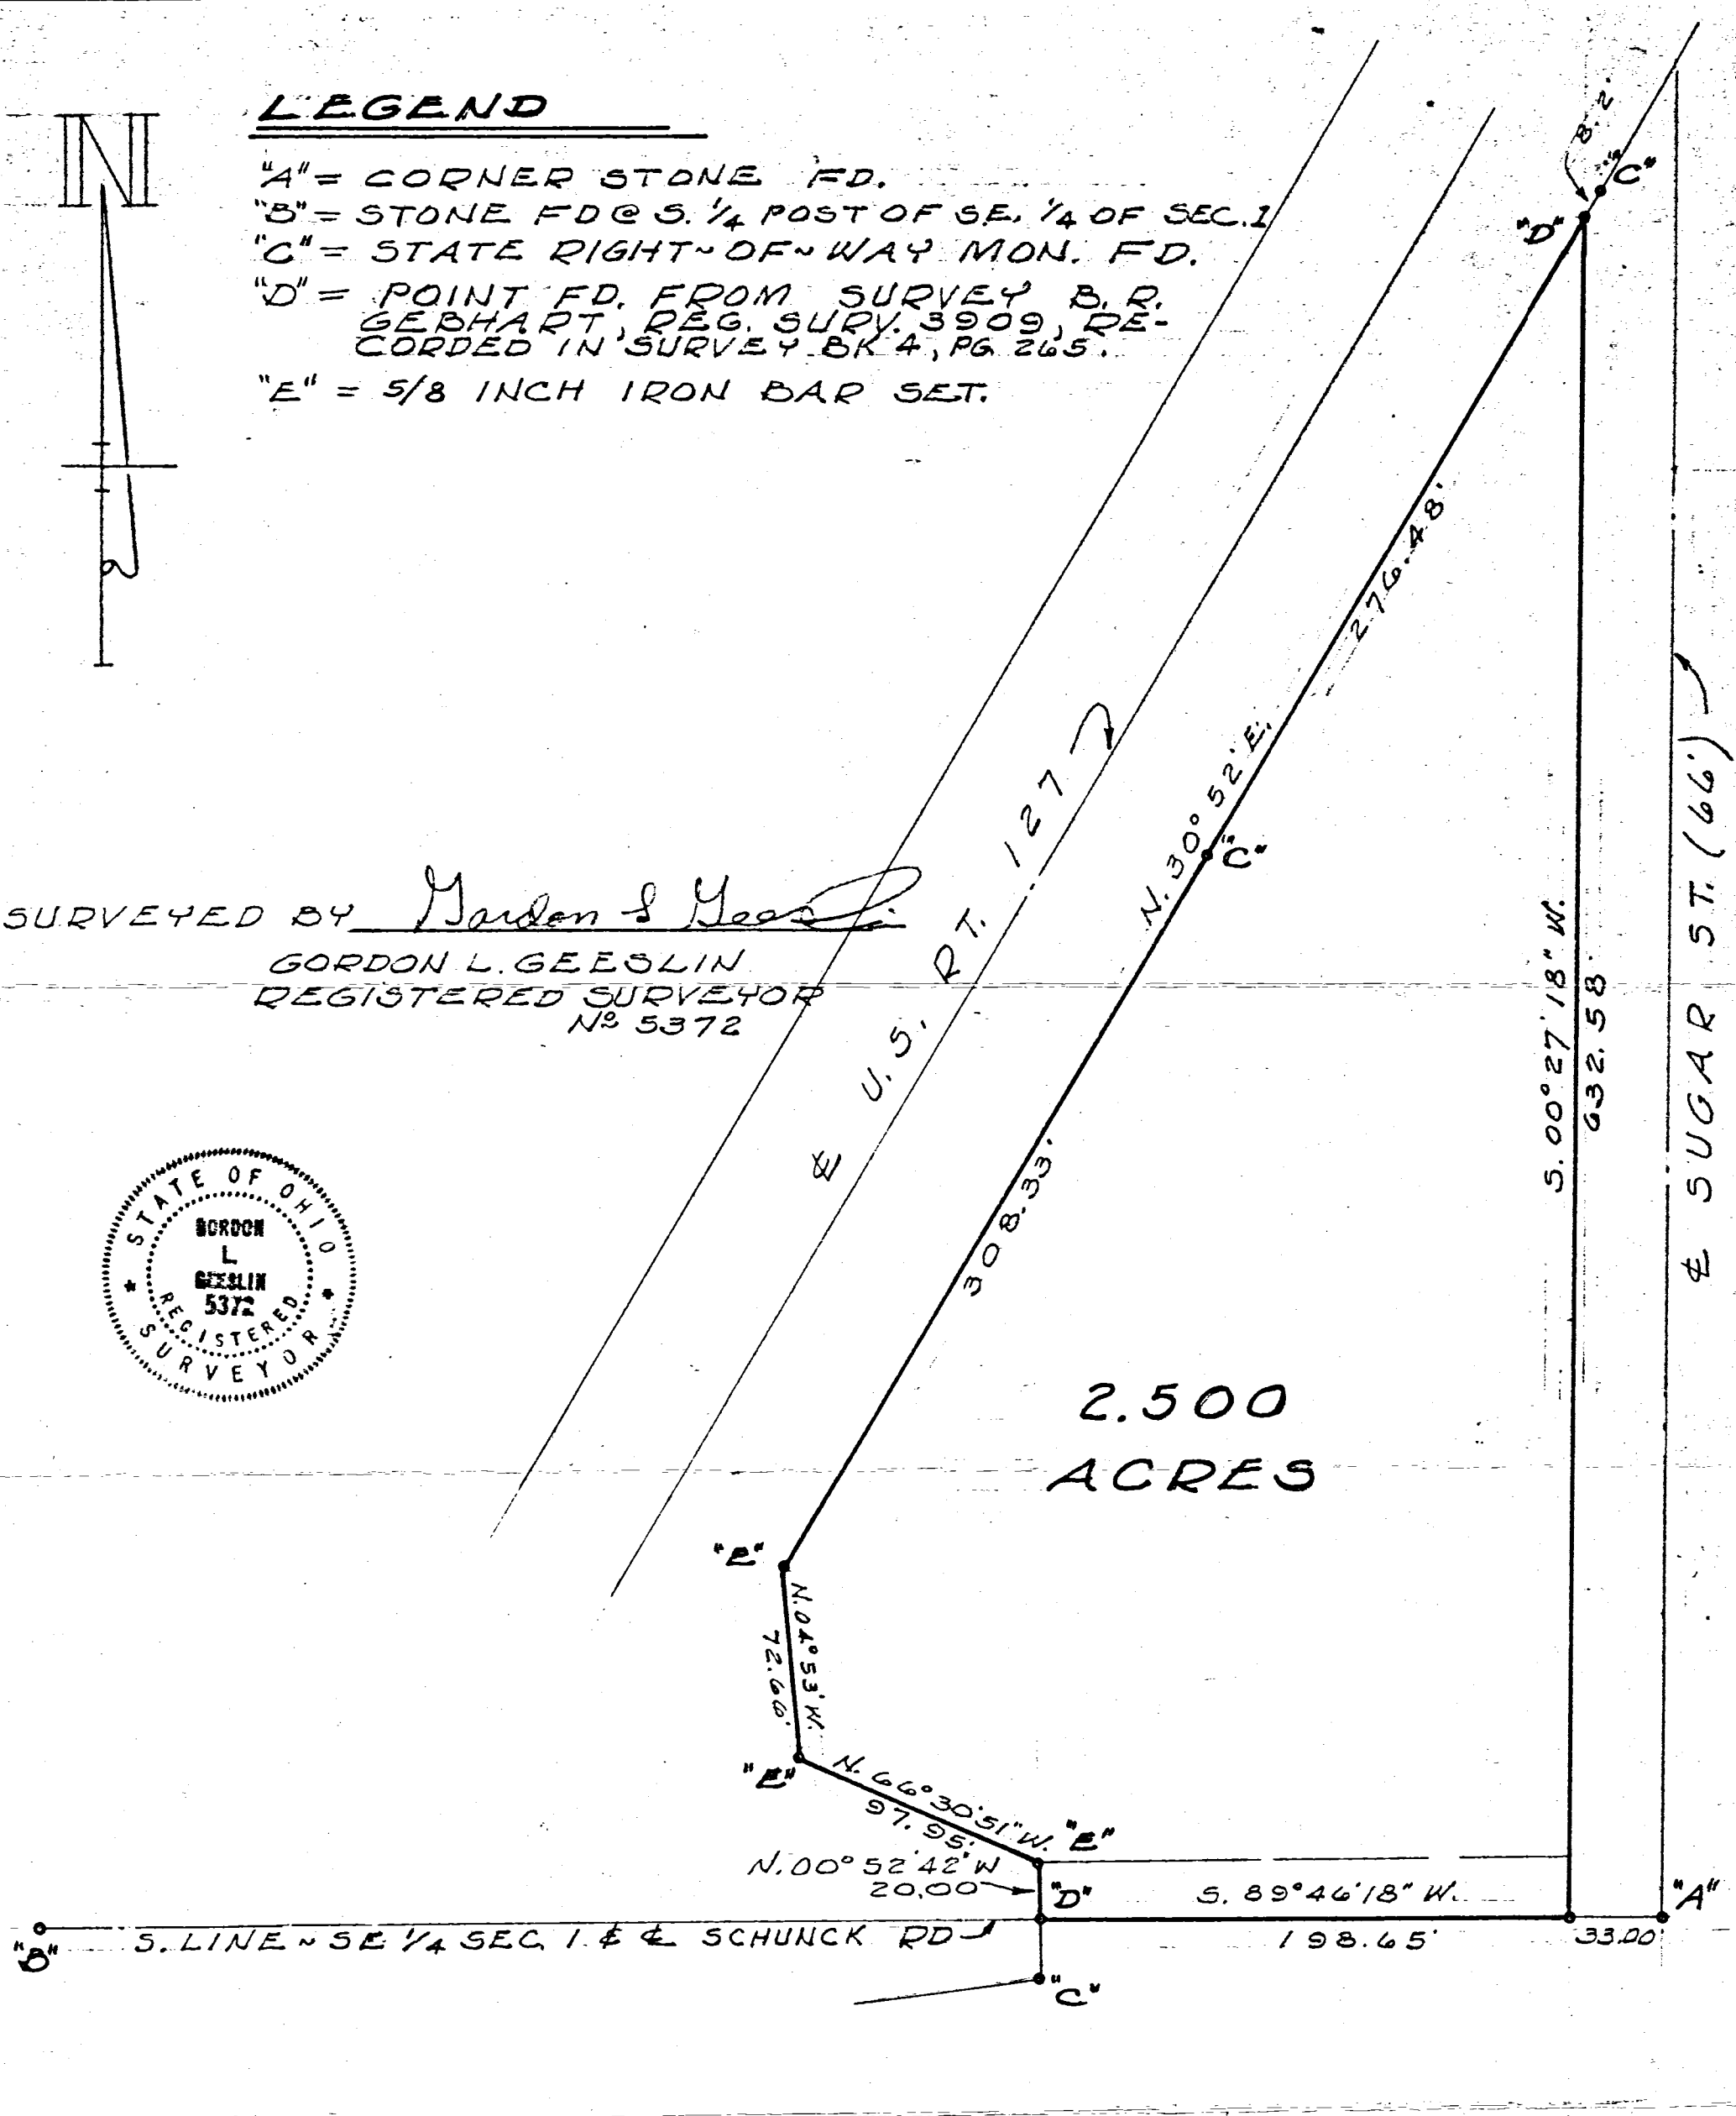 N
LEGEND
"A" = CORNER STONE FD.
"B" = STONE FD @ S. 1/4 POST OF SE. 1/4 OF SEC. 1
"C" = STATE RIGHT~OF~WAY MON. FD.
"D" = POINT FD. FROM SURVEY B. R.
GEBHART, REG. SURV. 3909, RE-
CORDED IN SURVEY BK 4, PG 265.
"E" = 5/8 INCH IRON BAR SET.
8.2'
"C"
"D"
276.48'
N. 30° 52' E.
"C"
308.33'
℄ U.S. RT. 127
S. 00° 27' 18" W.
632.58'
℄ SUGAR ST. (66')
SURVEYED BY Gordon L Geeslin
GORDON L. GEESLIN
REGISTERED SURVEYOR
Nº 5372
STATE OF OHIO
GORDON
L
GEESLIN
5372
REGISTERED
SURVEYOR
2.500
ACRES
"E"
N. 04° 53' W.
72.66'
"E"
N. 66° 30' 51" W.
97.95'
"E"
N. 00° 52' 42" W
20.00
"D"
S. 89° 46' 18" W.
"A"
"B"
S. LINE ~ SE 1/4 SEC. 1 & ℄ SCHUNCK RD
198.65'
33.00'
"C"